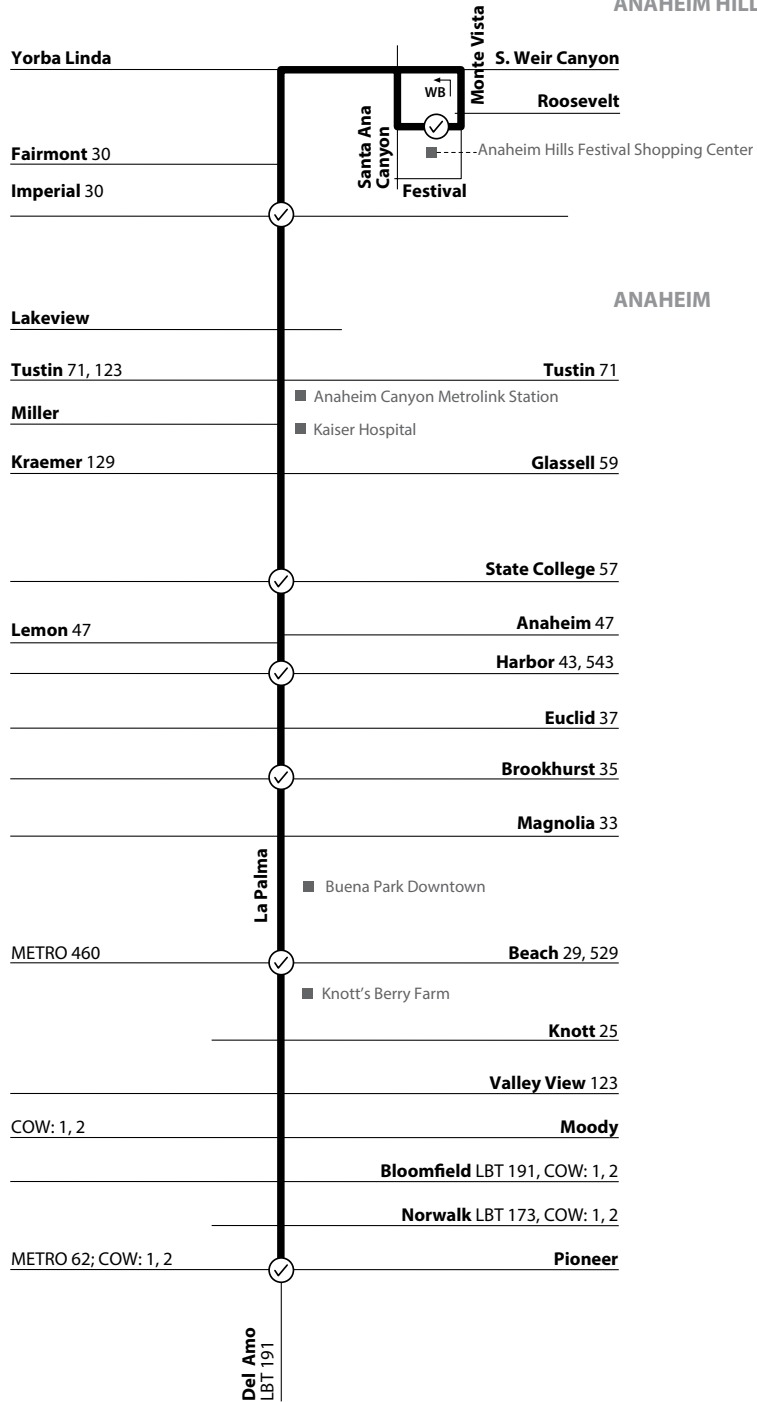 ANAHEIM HILL
Monte Vista
Yorba Linda
S. Weir Canyon
WB
Roosevelt
Santa Ana
Canyon
Anaheim Hills Festival Shopping Center
Fairmont 30
Festival
Imperial 30
ANAHEIM
Lakeview
Tustin 71, 123
Tustin 71
Anaheim Canyon Metrolink Station
Miller
Kaiser Hospital
Kraemer 129
Glassell 59
State College 57
Lemon 47
Anaheim 47
Harbor 43, 543
Euclid 37
Brookhurst 35
Magnolia 33
La Palma
Buena Park Downtown
METRO 460
Beach 29, 529
Knott's Berry Farm
Knott 25
Valley View 123
COW: 1, 2
Moody
Bloomfield LBT 191, COW: 1, 2
Norwalk LBT 173, COW: 1, 2
METRO 62; COW: 1, 2
Pioneer
Del Amo
LBT 191